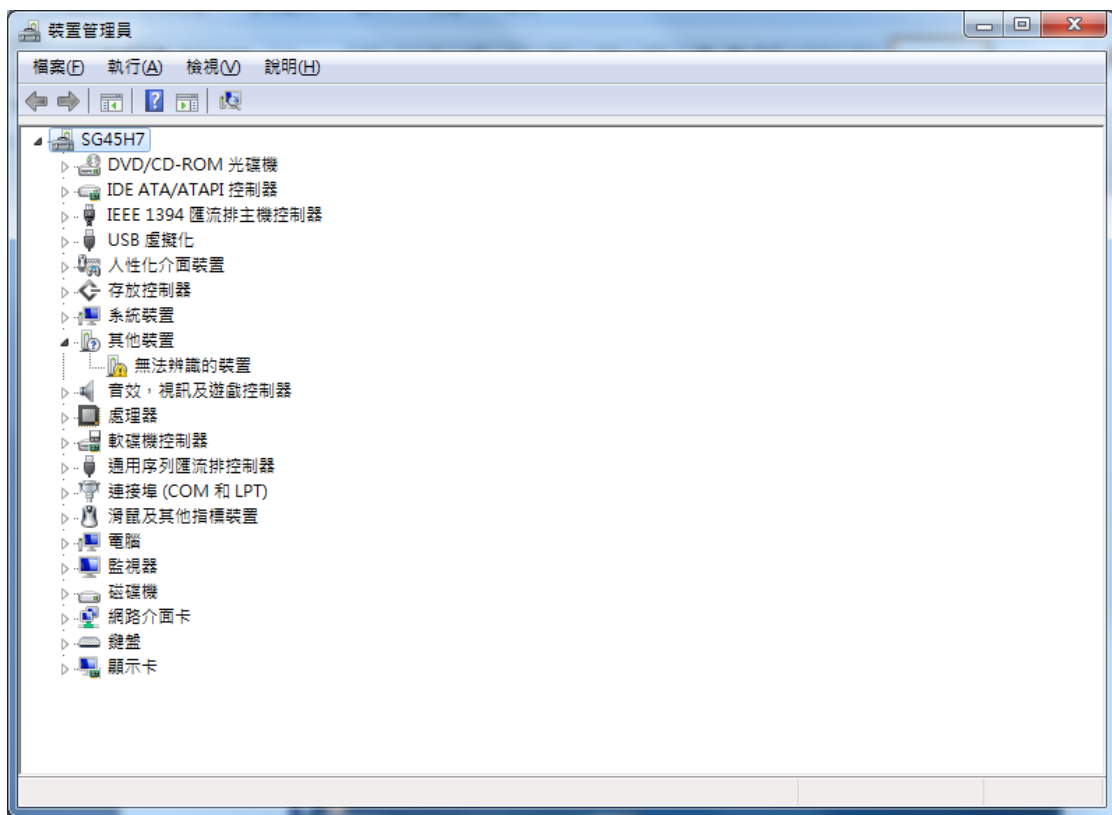 裝置管理員
檔案(F) 執行(A) 檢視(V) 說明(H)
SG45H7
DVD/CD-ROM 光碟機
IDE ATA/ATAPI 控制器
IEEE 1394 匯流排主機控制器
USB 虛擬化
人性化介面裝置
存放控制器
系統裝置
其他裝置
無法辨識的裝置
音效，視訊及遊戲控制器
處理器
軟碟機控制器
通用序列匯流排控制器
連接埠 (COM 和 LPT)
滑鼠及其他指標裝置
電腦
監視器
磁碟機
網路介面卡
鍵盤
顯示卡